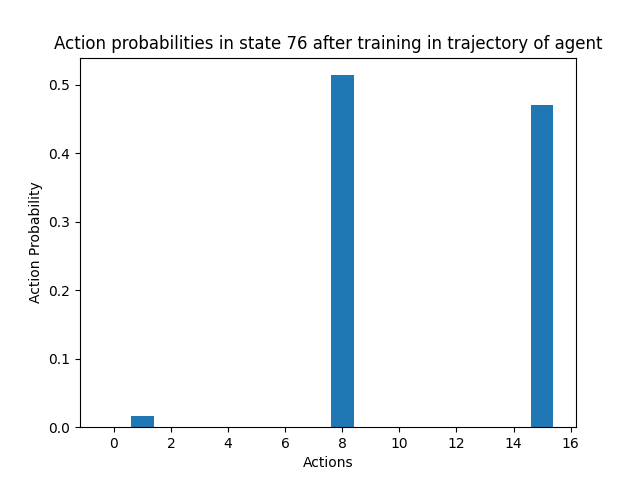 Action probabilities in state 76 after training in trajectory of agent
Action Probability
0.5
0.4
0.3
0.2
0.1
0.0
0 2 4 6 8 10 12 14 16
Actions